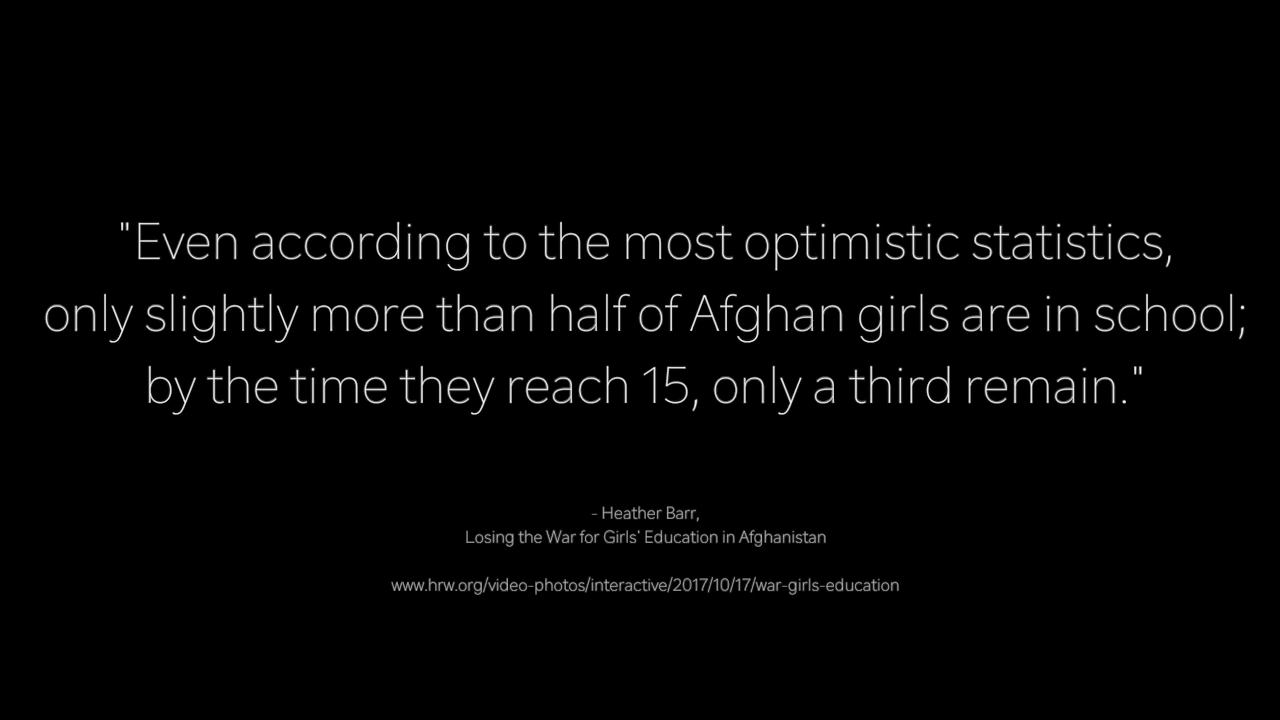 "Even according to the most optimistic statistics,
only slightly more than half of Afghan girls are in school;
by the time they reach 15, only a third remain."
- Heather Barr,
Losing the War for Girls' Education in Afghanistan
www.hrw.org/video-photos/interactive/2017/10/17/war-girls-education